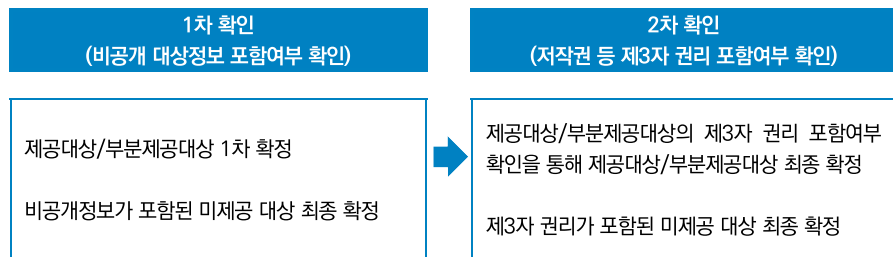 1차 확인
(비공개 대상정보 포함여부 확인)
제공대상/부분제공대상 1차 확정
비공개정보가 포함된 미제공 대상 최종 확정
2차 확인
(저작권 등 제3자 권리 포함여부 확인)
제공대상/부분제공대상의 제3자 권리 포함여부
확인을 통해 제공대상/부분제공대상 최종 확정
제3자 권리가 포함된 미제공 대상 최종 확정